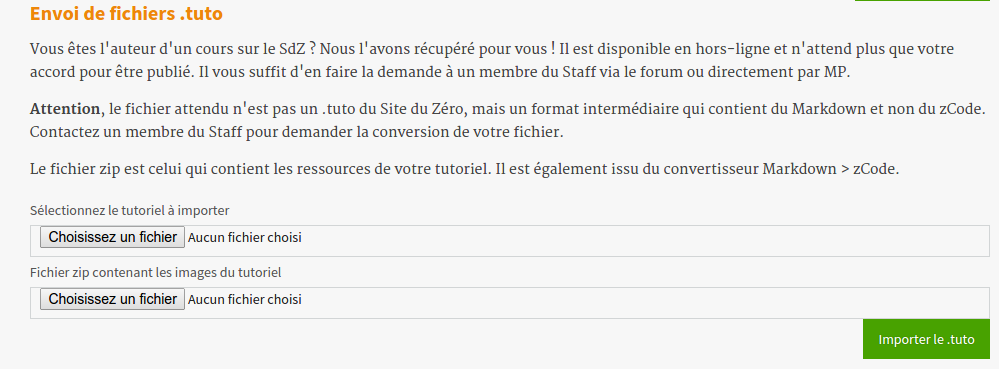 Envoi de fichiers .tuto
Vous êtes l'auteur d'un cours sur le SdZ ? Nous l'avons récupéré pour vous ! Il est disponible en hors-ligne et n'attend plus que votre
accord pour être publié. Il vous suffit d'en faire la demande à un membre du Staff via le forum ou directement par MP.
Attention, le fichier attendu n'est pas un .tuto du Site du Zéro, mais un format intermédiaire qui contient du Markdown et non du zCode.
Contactez un membre du Staff pour demander la conversion de votre fichier.
Le fichier zip est celui qui contient les ressources de votre tutoriel. Il est également issu du convertisseur Markdown > zCode.
Sélectionnez le tutoriel à importer
Choisissez un fichier Aucun fichier choisi
Fichier zip contenant les images du tutoriel
Choisissez un fichier Aucun fichier choisi
Importer le .tuto